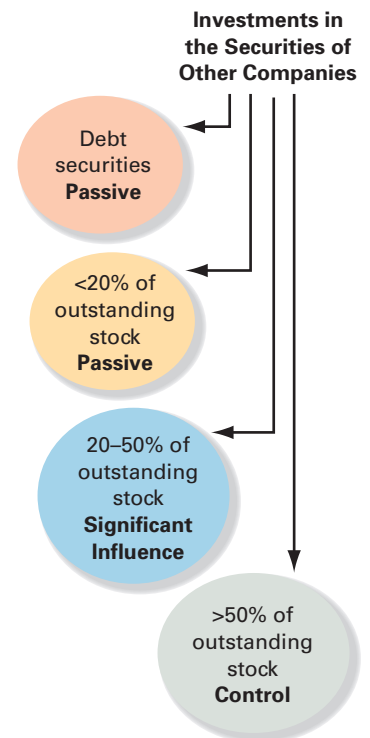 Investments in
the Securities of
Other Companies
Debt
securities
Passive
<20% of
outstanding
stock
Passive
20–50% of
outstanding
stock
Significant
Influence
>50% of
outstanding
stock
Control